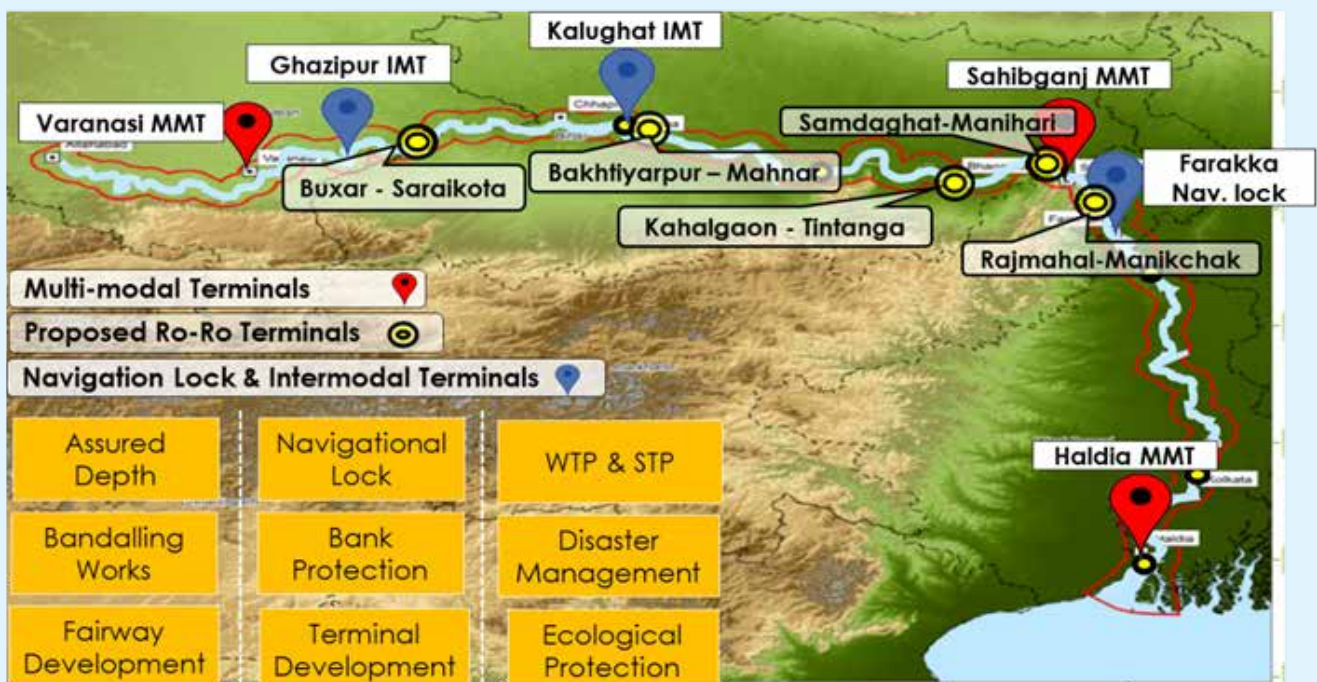 Kalughat IMT
Ghazipur IMT
Sahibganj MMT
Varanasi MMT
Samdaghat-Manihari
Farakka
Nav. lock
Buxar - Saraikota
Bakhtiyarpur – Mahnar
Kahalgaon - Tintanga
Rajmahal-Manikchak
Multi-modal Terminals
Proposed Ro-Ro Terminals
Navigation Lock & Intermodal Terminals
Haldia MMT
Haldia
Assured
Depth
Navigational
Lock
WTP & STP
Bandalling
Works
Bank
Protection
Disaster
Management
Fairway
Development
Terminal
Development
Ecological
Protection